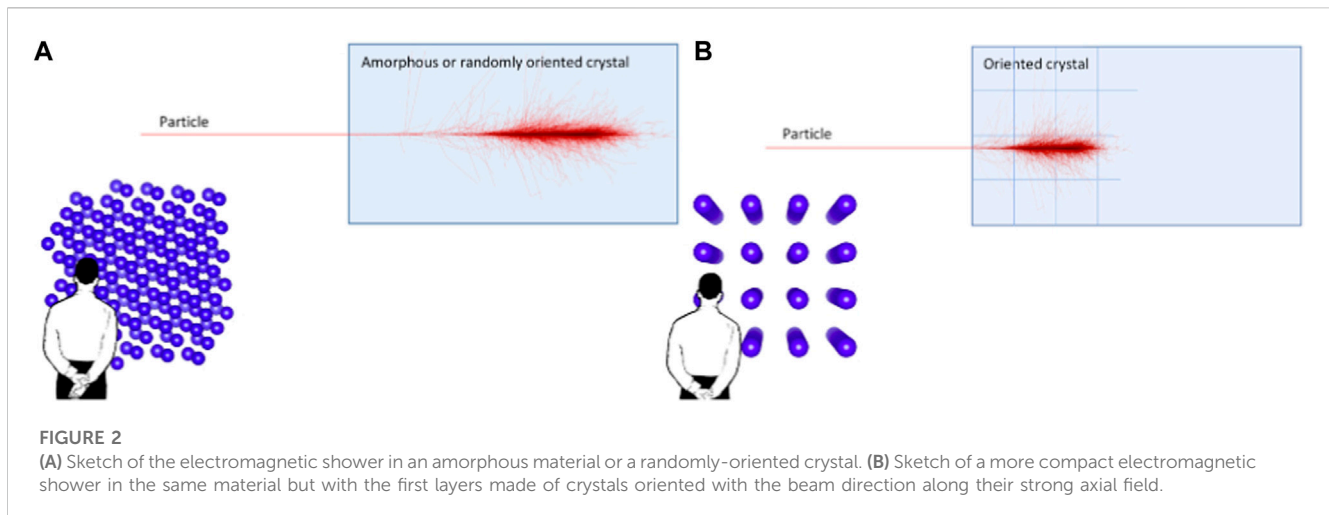 A
Amorphous or randomly oriented crystal
Particle
B
Oriented crystal
Particle
FIGURE 2
(A) Sketch of the electromagnetic shower in an amorphous material or a randomly-oriented crystal. (B) Sketch of a more compact electromagnetic
shower in the same material but with the first layers made of crystals oriented with the beam direction along their strong axial field.